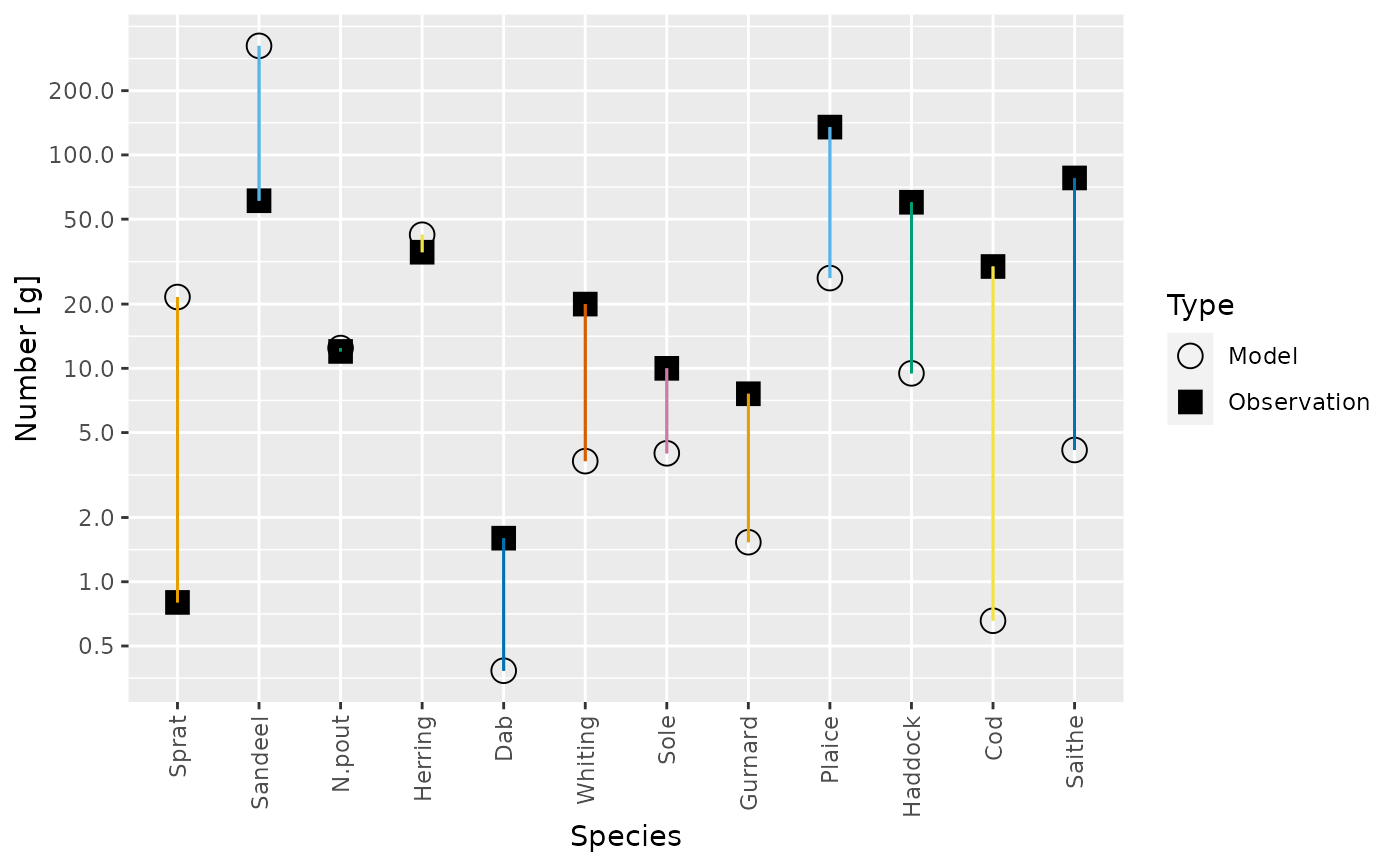 Number [g]
200.0
100.0
50.0
20.0
10.0
5.0
2.0
1.0
0.5
Sprat
Sandeel
N.pout
Herring
Dab
Whiting
Sole
Gurnard
Plaice
Haddock
Cod
Saithe
Species
Type
Model
Observation